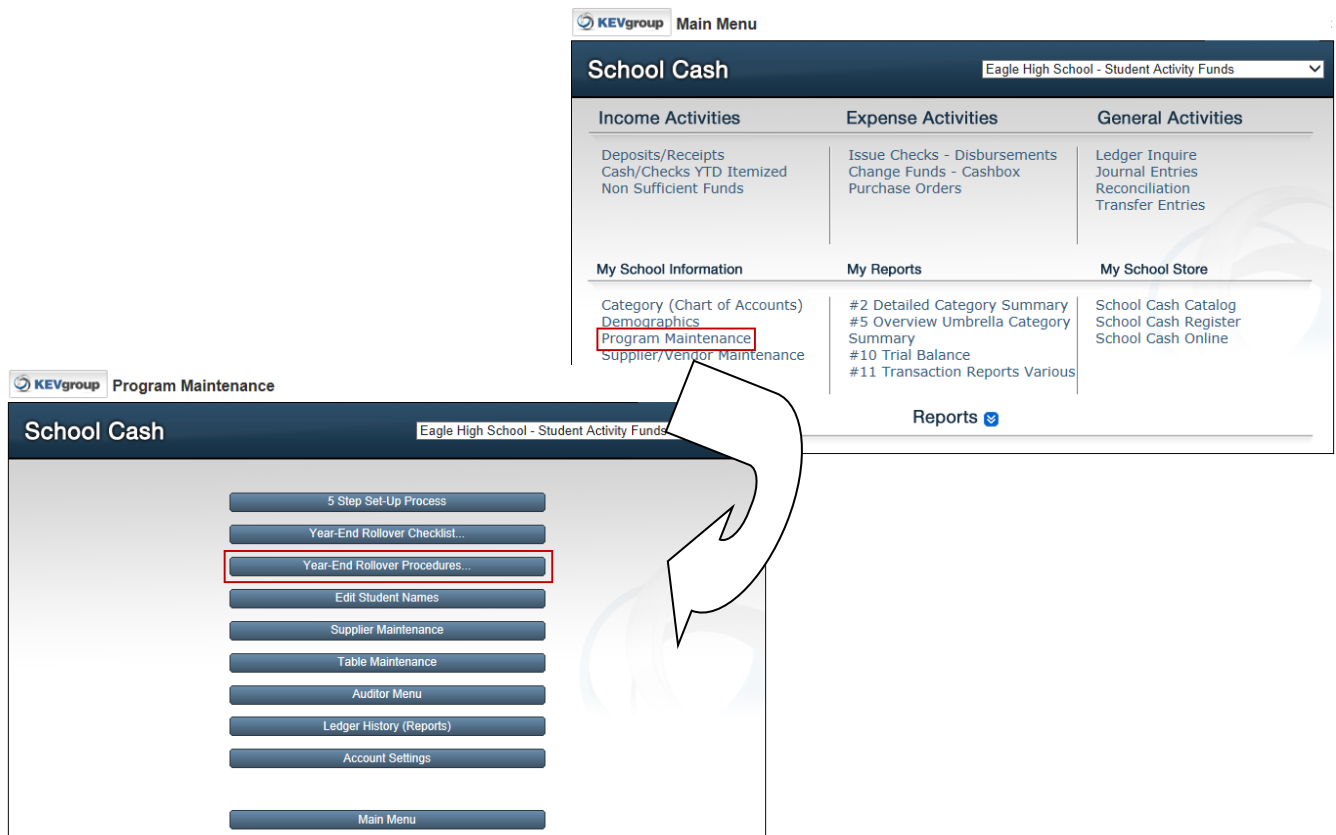 KEVgroup Main Menu
School Cash
Eagle High School - Student Activity Funds
Income Activities
Expense Activities
General Activities
Deposits/Receipts
Cash/Checks YTD Itemized
Non Sufficient Funds
Issue Checks - Disbursements
Change Funds - Cashbox
Purchase Orders
Ledger Inquire
Journal Entries
Reconciliation
Transfer Entries
My School Information
My Reports
My School Store
Category (Chart of Accounts)
Demographics
Program Maintenance
Supplier/Vendor Maintenance
#2 Detailed Category Summary
#5 Overview Umbrella Category
Summary
#10 Trial Balance
#11 Transaction Reports Various
School Cash Catalog
School Cash Register
School Cash Online
Reports
KEVgroup Program Maintenance
School Cash
Eagle High School - Student Activity Funds
5 Step Set-Up Process
Year-End Rollover Checklist...
Year-End Rollover Procedures...
Edit Student Names
Supplier Maintenance
Table Maintenance
Auditor Menu
Ledger History (Reports)
Account Settings
Main Menu